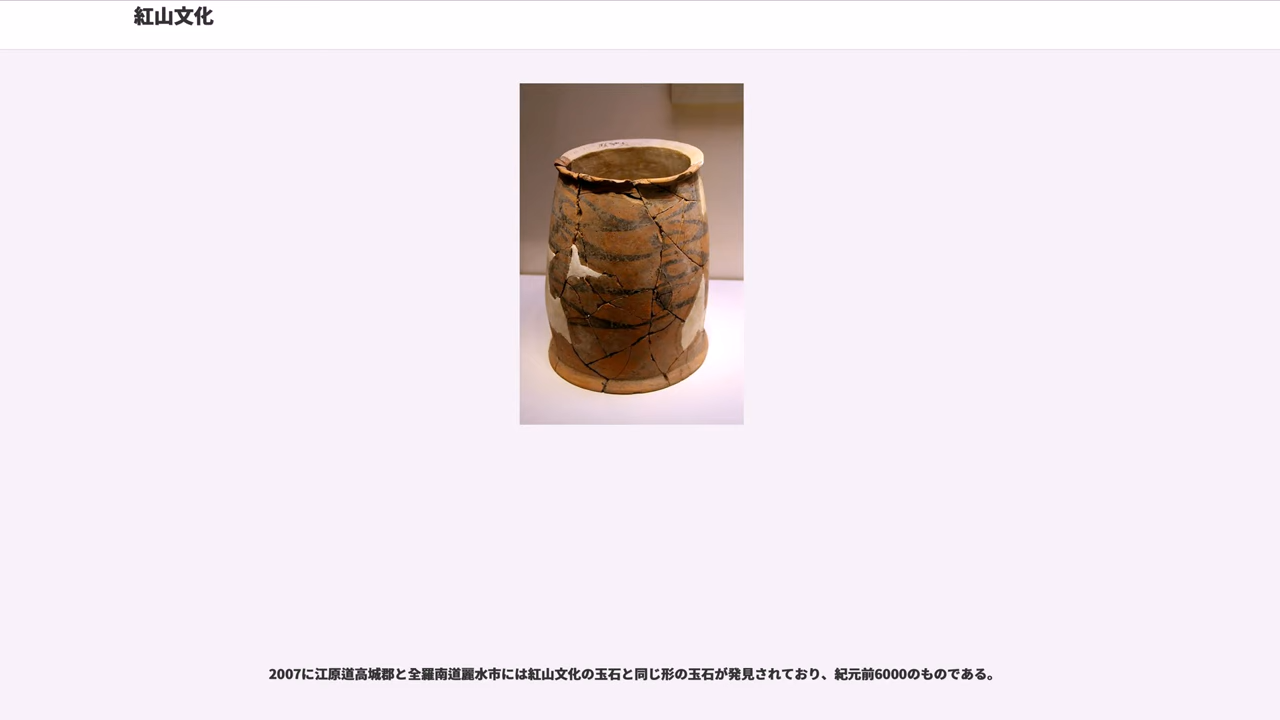 紅山文化
2007に江原道高城郡と全羅南道麗水市には紅山文化の玉石と同じ形の玉石が発見されており、紀元前6000のものである。